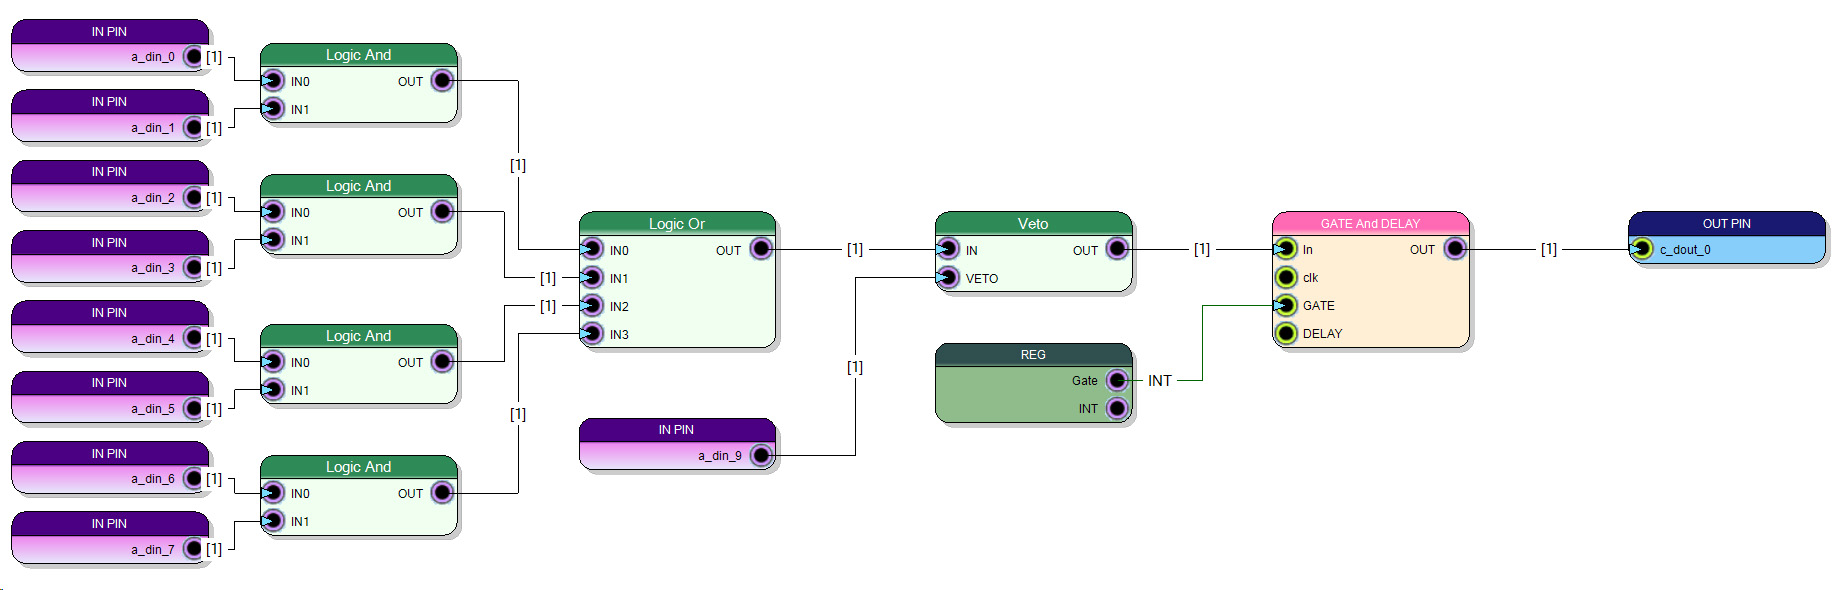 IN PIN
a_din_0 [1]
IN PIN
a_din_1 [1]
IN PIN
a_din_2 [1]
IN PIN
a_din_3 [1]
IN PIN
a_din_4 [1]
IN PIN
a_din_5 [1]
IN PIN
a_din_6 [1]
IN PIN
a_din_7 [1]
Logic And
IN0 OUT
IN1
Logic And
IN0 OUT
IN1
Logic And
IN0 OUT
IN1
Logic And
IN0 OUT
IN1
[1]
[1]
[1]
[1]
Logic Or
IN0 OUT
IN1
IN2
IN3
IN PIN
a_din_9
[1]
[1]
Veto
IN OUT
VETO
REG
Gate
INT
[1]
INT
GATE And DELAY
In OUT
clk
GATE
DELAY
[1]
OUT PIN
c_dout_0